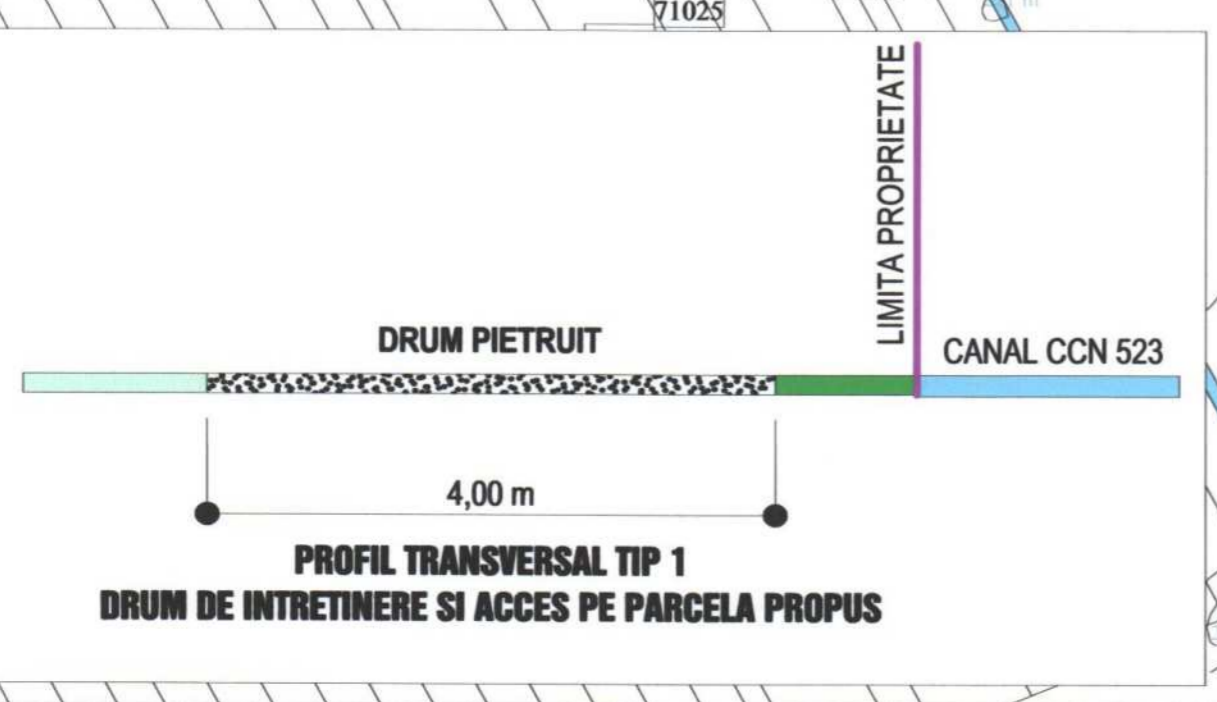 71025
LIMITA PROPRIETATE
DRUM PIETRUIT
CANAL CCN 523
4,00 m
PROFIL TRANSVERSAL TIP 1
DRUM DE INTRETINERE SI ACCES PE PARCELA PROPUS